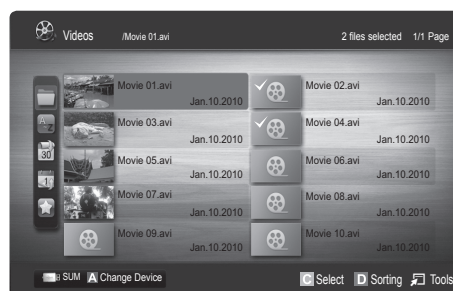 Videos /Movie 01.avi 2 files selected 1/1 Page
Movie 01.avi Movie 02.avi
Jan.10.2010 Jan.10.2010
Movie 03.avi Movie 04.avi
Jan.10.2010 Jan.10.2010
Movie 05.avi Movie 06.avi
Jan.10.2010 Jan.10.2010
Movie 07.avi Movie 08.avi
Jan.10.2010 Jan.10.2010
Movie 09.avi Movie 10.avi
Jan.10.2010 Jan.10.2010
A
Z
30
1
SUM A Change Device C Select D Sorting Tools